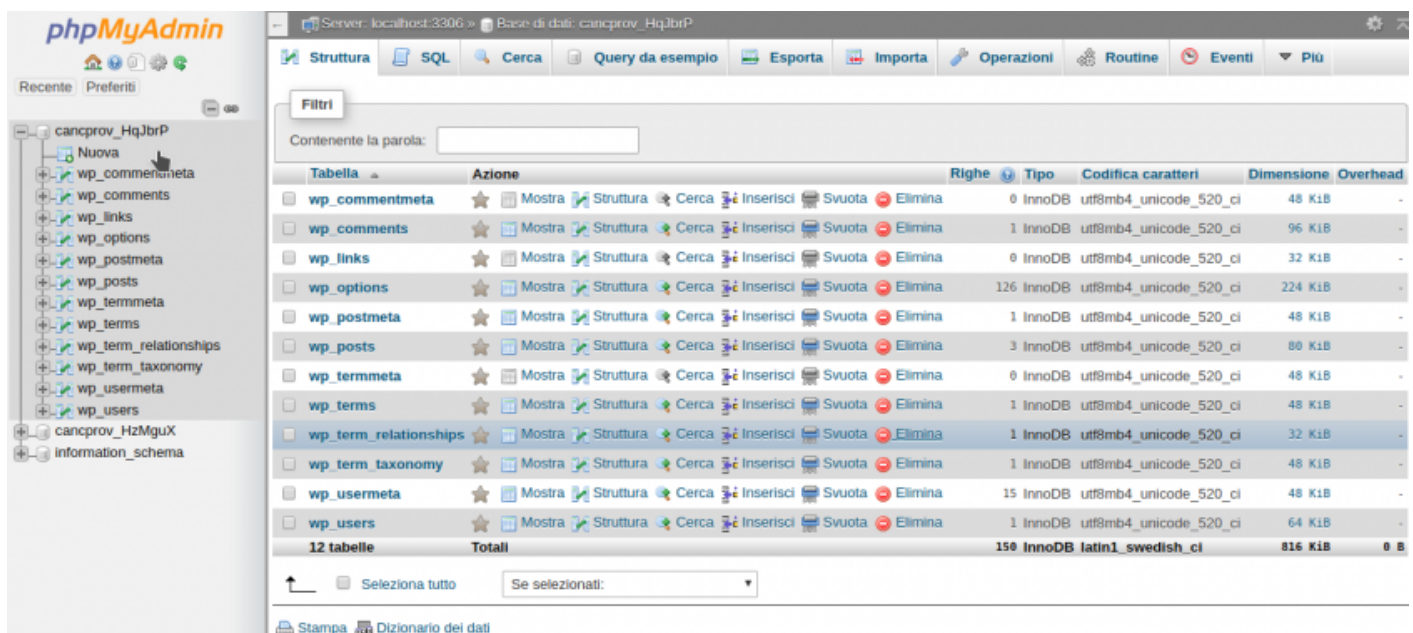 phpMyAdmin
Recente Preferiti
cancprov_HqJbrP
Nuova
wp_commentmeta
wp_comments
wp_links
wp_options
wp_postmeta
wp_posts
wp_termmeta
wp_terms
wp_term_relationships
wp_term_taxonomy
wp_usermeta
wp_users
cancprov_HzMguX
information_schema
Server: localhost:3306 » Base di dati: cancprov_HqJbrP
Struttura SQL Cerca Query da esempio Esporta Importa Operazioni Routine Eventi Più
Filtri
Contenente la parola:
Tabella Azione Righe Tipo Codifica caratteri Dimensione Overhead
wp_commentmeta Mostra Struttura Cerca Inserisci Svuota Elimina 0 InnoDB utf8mb4_unicode_520_ci 48 KiB -
wp_comments Mostra Struttura Cerca Inserisci Svuota Elimina 1 InnoDB utf8mb4_unicode_520_ci 96 KiB -
wp_links Mostra Struttura Cerca Inserisci Svuota Elimina 0 InnoDB utf8mb4_unicode_520_ci 32 KiB -
wp_options Mostra Struttura Cerca Inserisci Svuota Elimina 126 InnoDB utf8mb4_unicode_520_ci 224 KiB -
wp_postmeta Mostra Struttura Cerca Inserisci Svuota Elimina 1 InnoDB utf8mb4_unicode_520_ci 48 KiB -
wp_posts Mostra Struttura Cerca Inserisci Svuota Elimina 3 InnoDB utf8mb4_unicode_520_ci 80 KiB -
wp_termmeta Mostra Struttura Cerca Inserisci Svuota Elimina 0 InnoDB utf8mb4_unicode_520_ci 48 KiB -
wp_terms Mostra Struttura Cerca Inserisci Svuota Elimina 1 InnoDB utf8mb4_unicode_520_ci 48 KiB -
wp_term_relationships Mostra Struttura Cerca Inserisci Svuota Elimina 1 InnoDB utf8mb4_unicode_520_ci 32 KiB -
wp_term_taxonomy Mostra Struttura Cerca Inserisci Svuota Elimina 1 InnoDB utf8mb4_unicode_520_ci 48 KiB -
wp_usermeta Mostra Struttura Cerca Inserisci Svuota Elimina 15 InnoDB utf8mb4_unicode_520_ci 48 KiB -
wp_users Mostra Struttura Cerca Inserisci Svuota Elimina 1 InnoDB utf8mb4_unicode_520_ci 64 KiB -
12 tabelle Totali 150 InnoDB latin1_swedish_ci 816 KiB 0 B
Seleziona tutto Se selezionati:
Stampa Dizionario dei dati